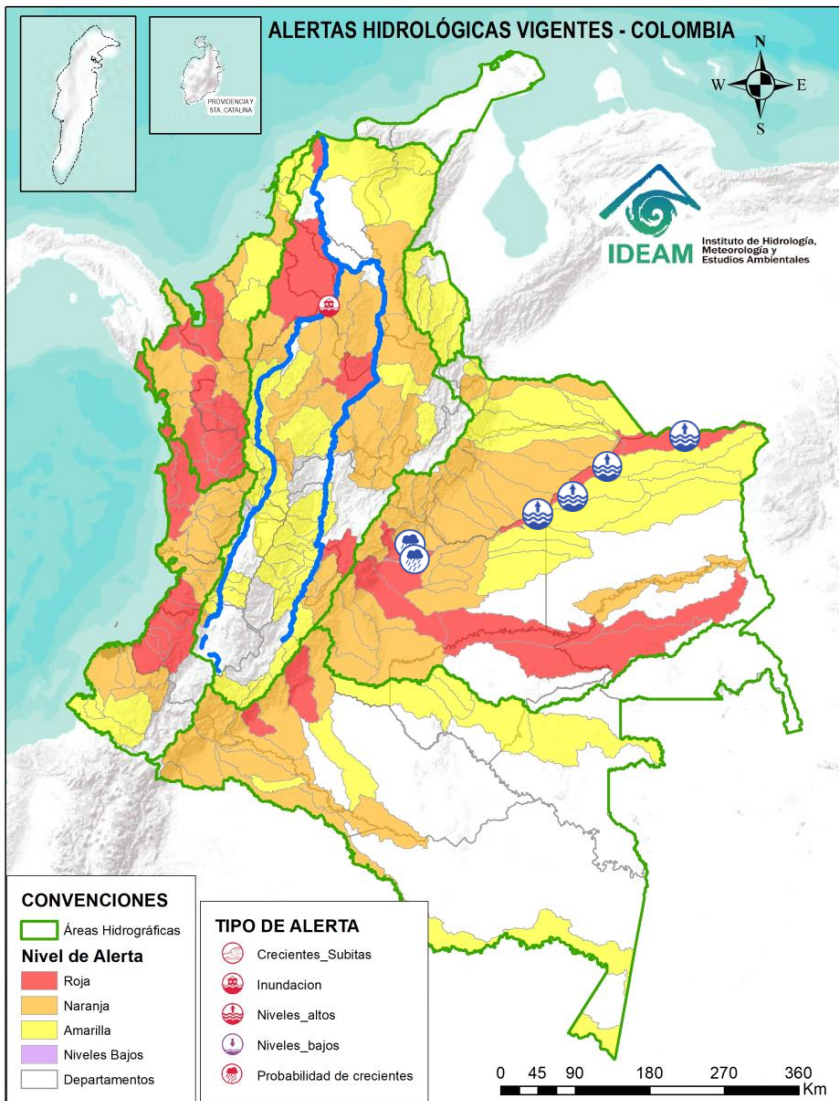 ALERTAS HIDROLÓGICAS VIGENTES - COLOMBIA
PROVIDENCIA Y
STA. CATALINA
N
W
E
S
IDEAM
Instituto de Hidrología,
Meteorología y
Estudios Ambientales
CONVENCIONES
Áreas Hidrográficas
Nivel de Alerta
Roja
Naranja
Amarilla
Niveles Bajos
Departamentos
TIPO DE ALERTA
Crecientes_Subitas
Inundacion
Niveles_altos
Niveles_bajos
Probabilidad de crecientes
0 45 90 180 270 360
Km